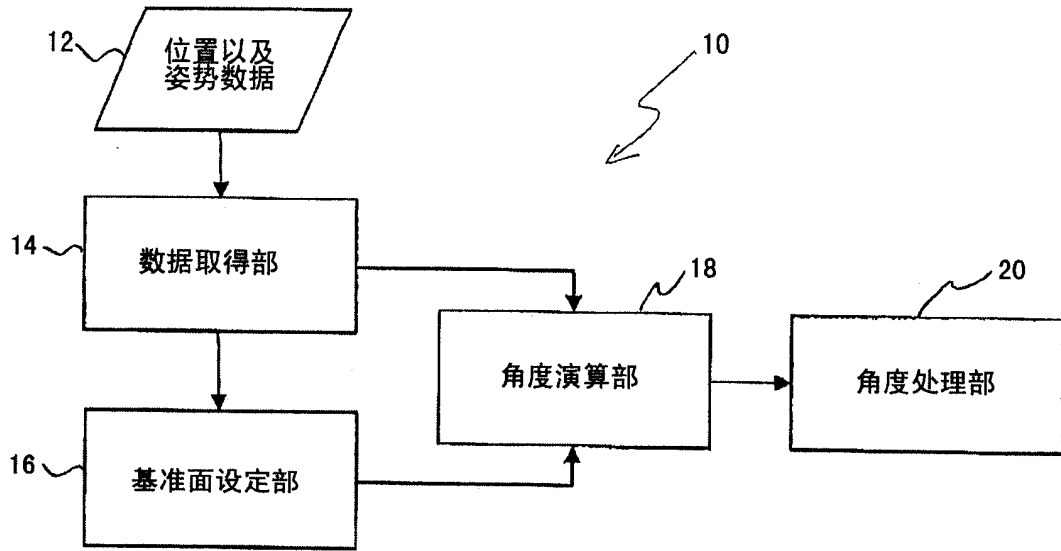 12
位置以及
姿势数据
10
14
数据取得部
18
20
角度演算部
角度处理部
16
基准面设定部